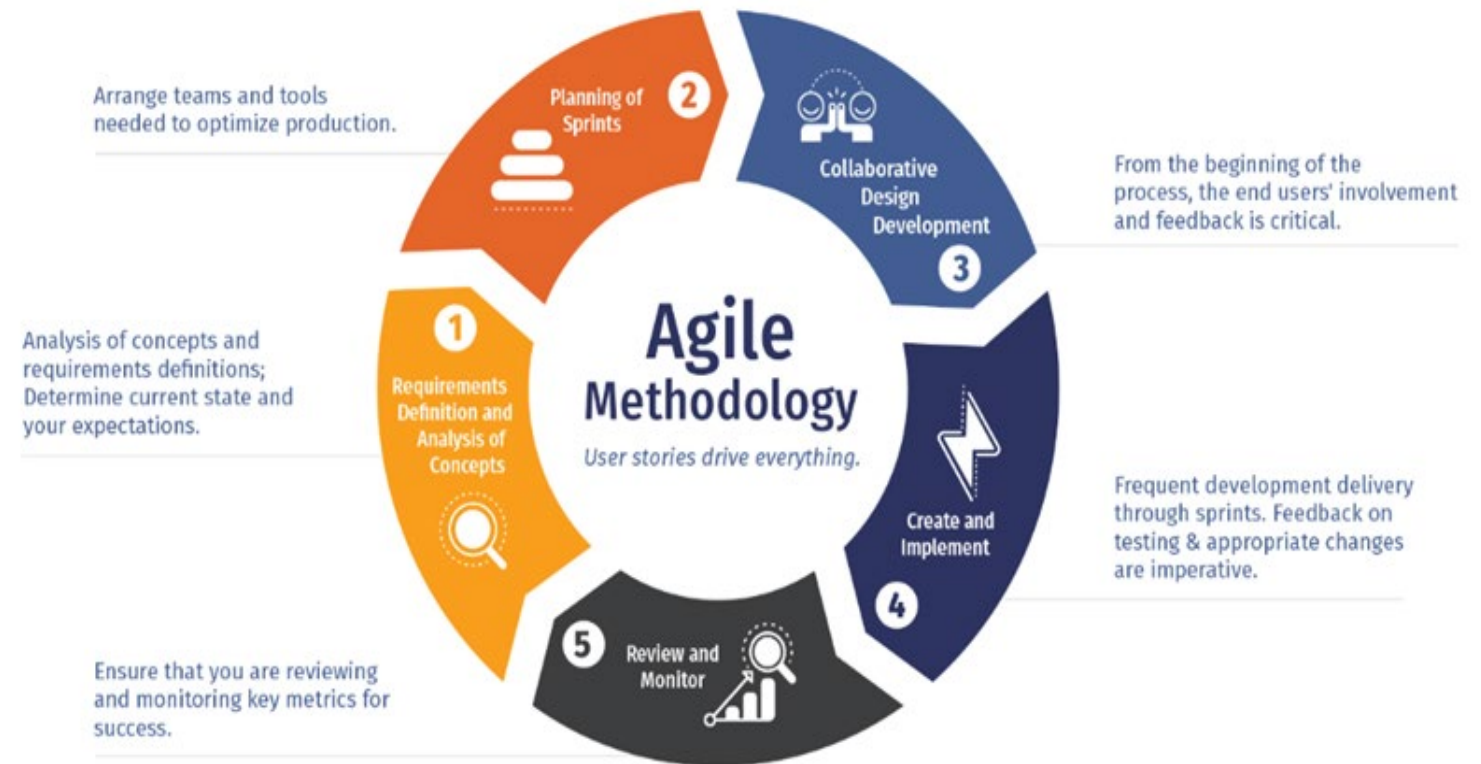 Agile
Methodology
User stories drive everything.
1
Requirements
Definition and
Analysis of
Concepts
Analysis of concepts and
requirements definitions;
Determine current state and
your expectations.
2
Planning of
Sprints
Arrange teams and tools
needed to optimize production.
Collaborative
Design
Development
3
From the beginning of the
process, the end users' involvement
and feedback is critical.
Create and
Implement
4
Frequent development delivery
through sprints. Feedback on
testing & appropriate changes
are imperative.
5
Review and
Monitor
Ensure that you are reviewing
and monitoring key metrics for
success.